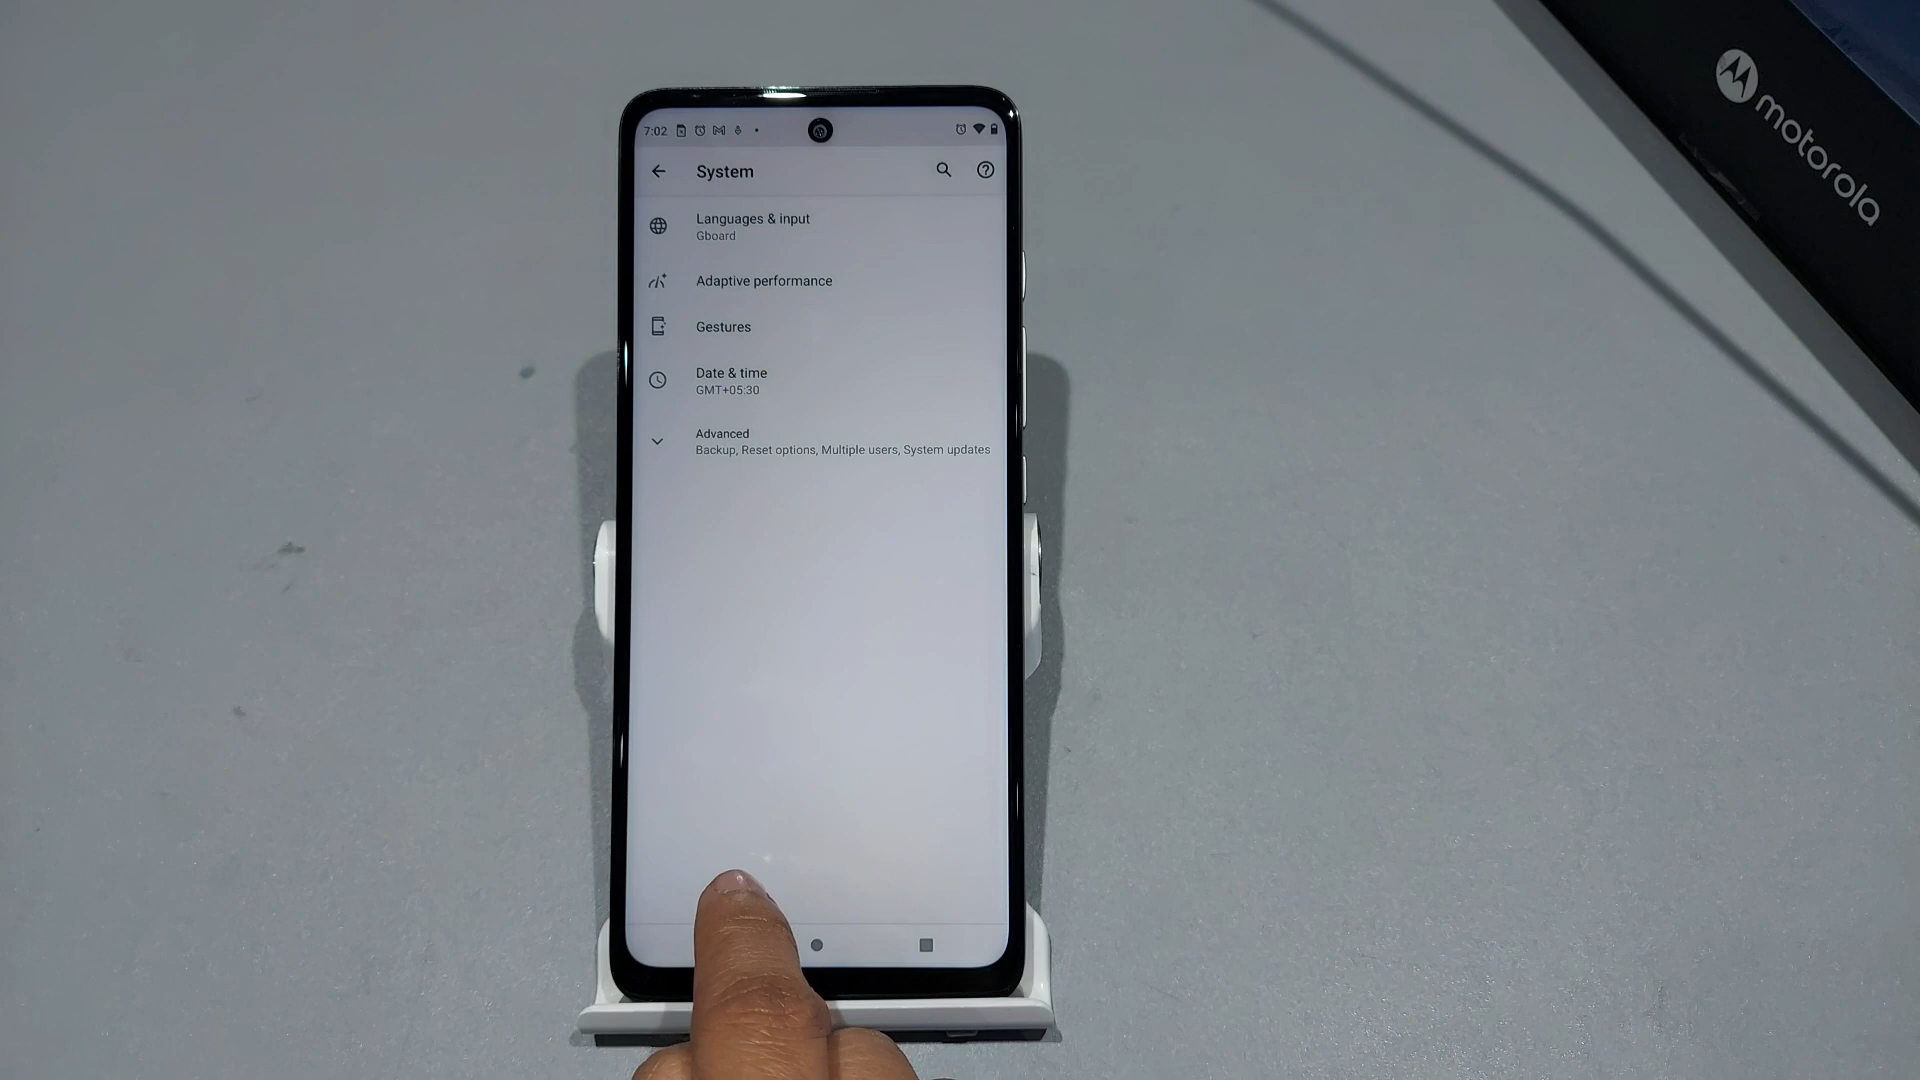 7:02
System
Languages & input
Gboard
Adaptive performance
Gestures
Date & time
GMT+05:30
Advanced
Backup, Reset options, Multiple users, System updates
motorola